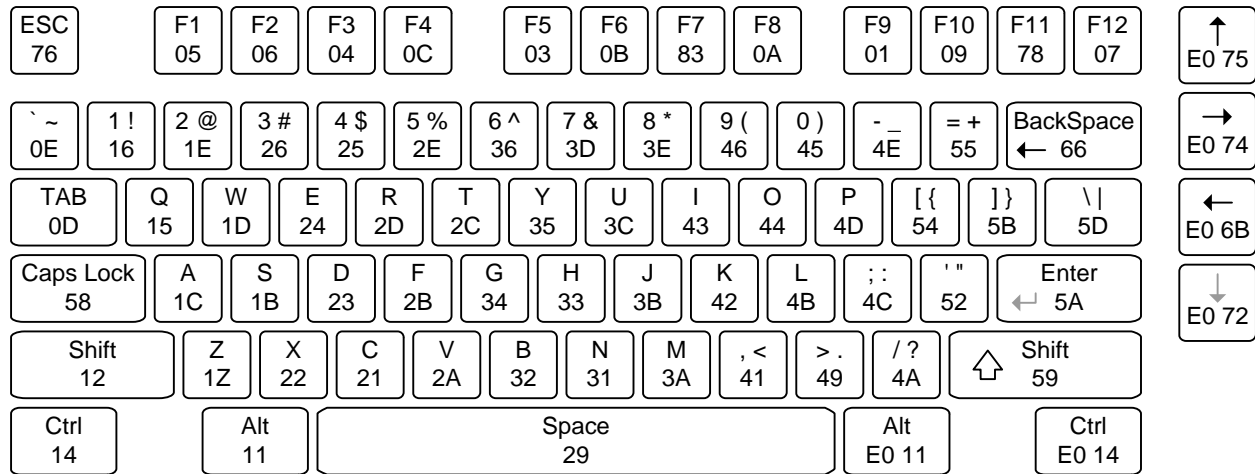 ESC F1 F2 F3 F4 F5 F6 F7 F8 F9 F10 F11 F12
76 05 06 04 0C 03 0B 83 0A 01 09 78 07 E0 75
` ~ 1 ! 2 @ 3 # 4 $ 5 % 6 ^ 7 & 8 * 9 ( 0 ) - _ = + BackSpace
0E 16 1E 26 25 2E 36 3D 3E 46 45 4E 55 66 E0 74
TAB Q W E R T Y U I O P [ { ] } \ |
0D 15 1D 24 2D 2C 35 3C 43 44 4D 54 5B 5D E0 6B
Caps Lock A S D F G H J K L ; : ' " Enter
58 1C 1B 23 2B 34 33 3B 42 4B 4C 52 5A E0 72
Shift Z X C V B N M , < > . / ? Shift
12 1Z 22 21 2A 32 31 3A 41 49 4A 59
Ctrl Alt Space Alt Ctrl
14 11 29 E0 11 E0 14